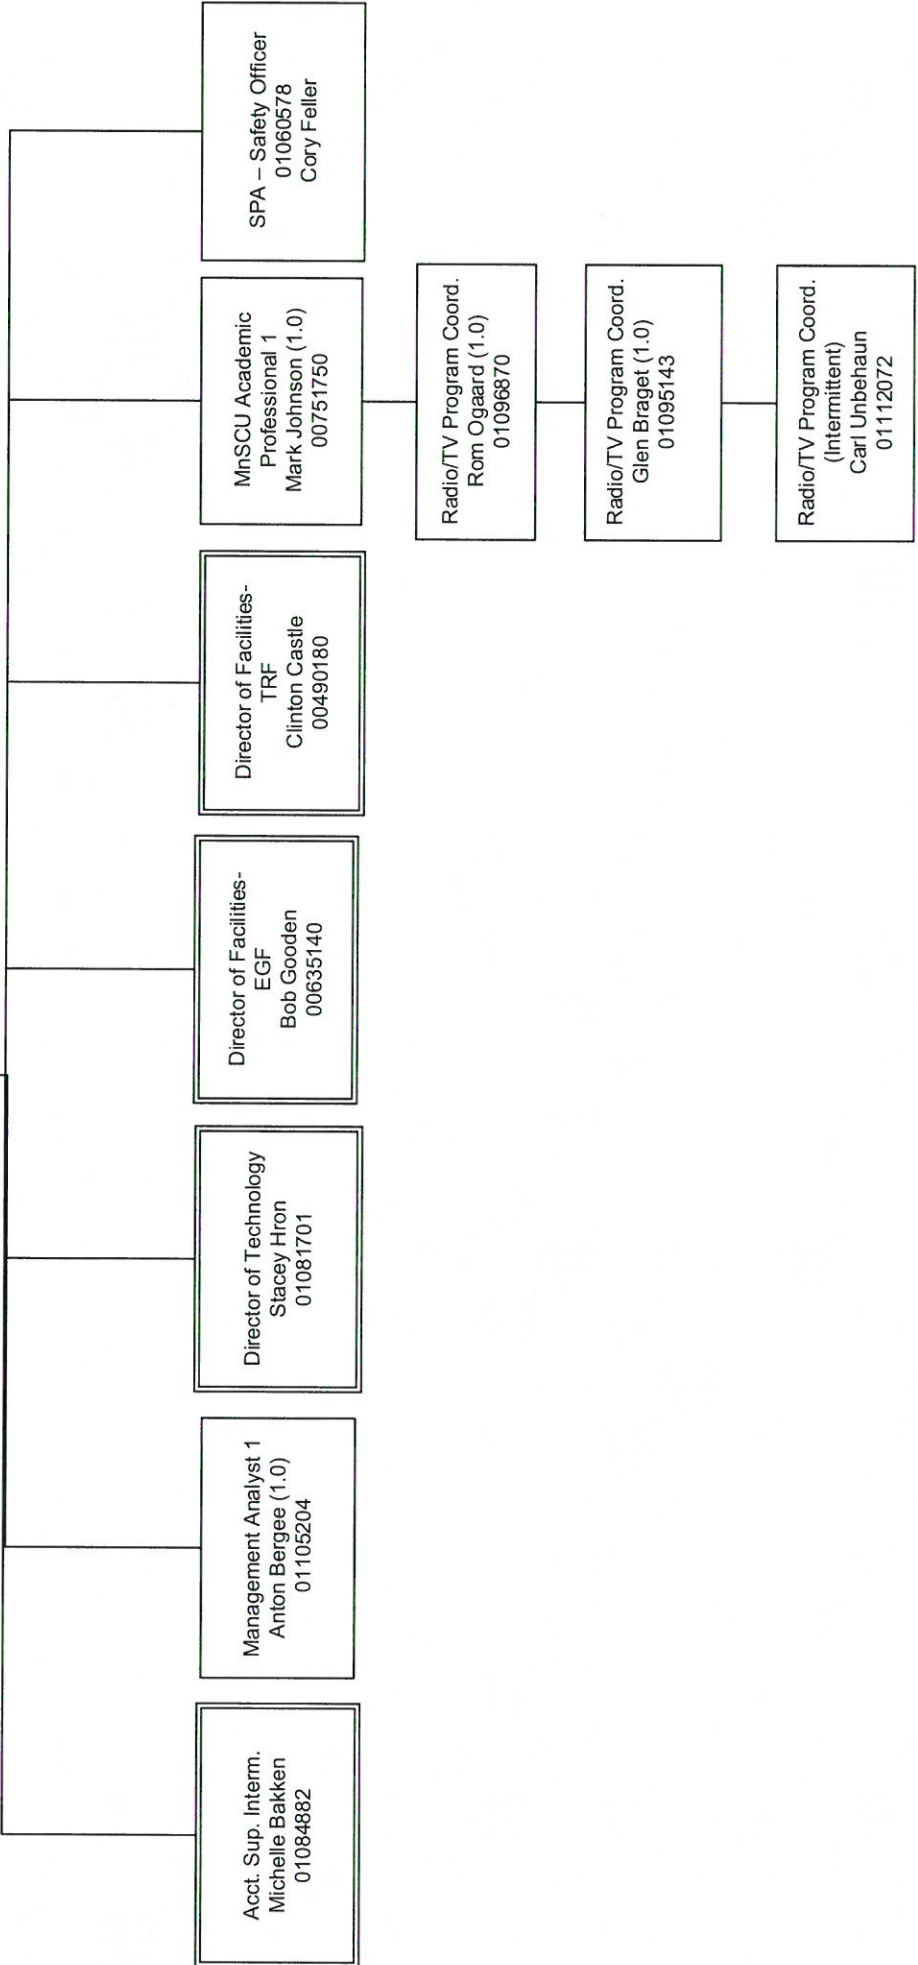 Acct. Sup. Interm.
Michelle Bakken
01084882
Management Analyst 1
Anton Bergee (1.0)
01105204
Director of Technology
Stacey Hron
01081701
Director of Facilities-
EGF
Bob Gooden
00635140
Director of Facilities-
TRF
Clinton Castle
00490180
MnSCU Academic
Professional 1
Mark Johnson (1.0)
00751750
SPA – Safety Officer
01060578
Cory Feller
Radio/TV Program Coord.
Rom Ogaard (1.0)
01096870
Radio/TV Program Coord.
Glen Braget (1.0)
01095143
Radio/TV Program Coord.
(Intermittent)
Carl Unbehaun
01112072